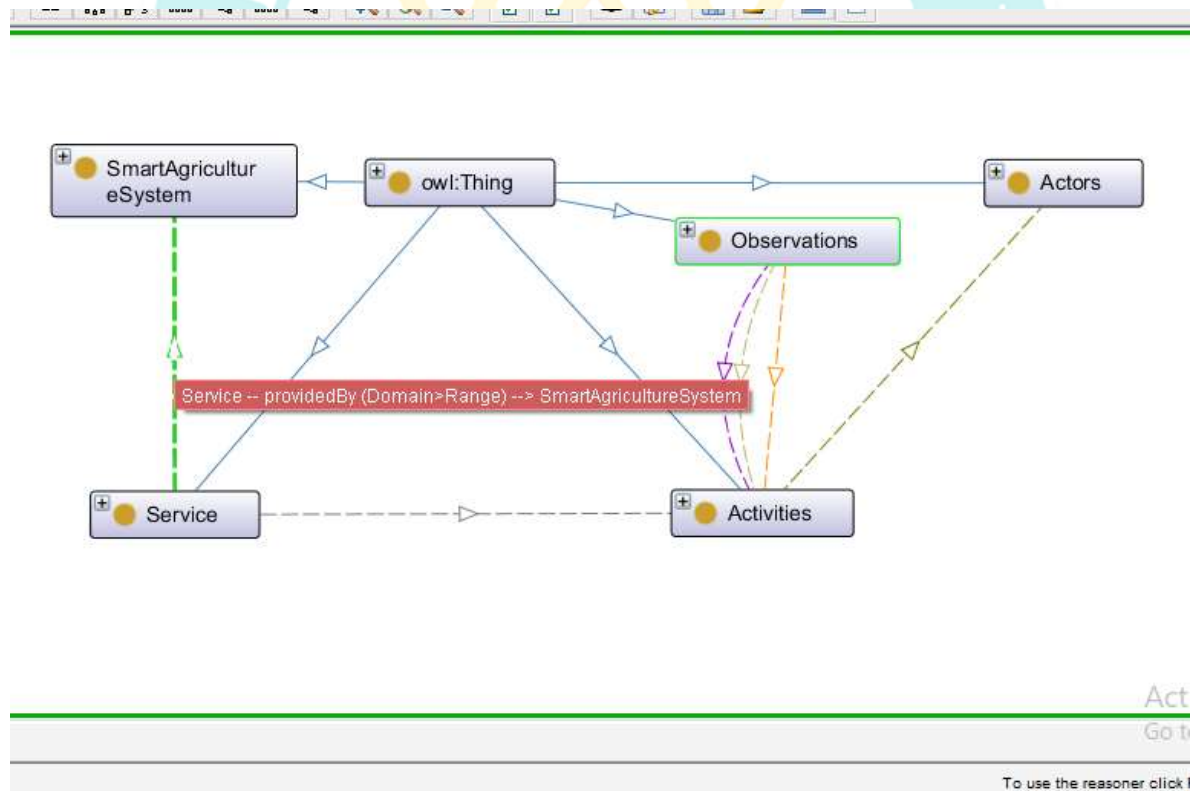 SmartAgricultur
eSystem
owl:Thing
Actors
Observations
Service -- providedBy (Domain>Range) --> SmartAgricultureSystem
Service
Activities
Act
Go t
To use the reasoner click